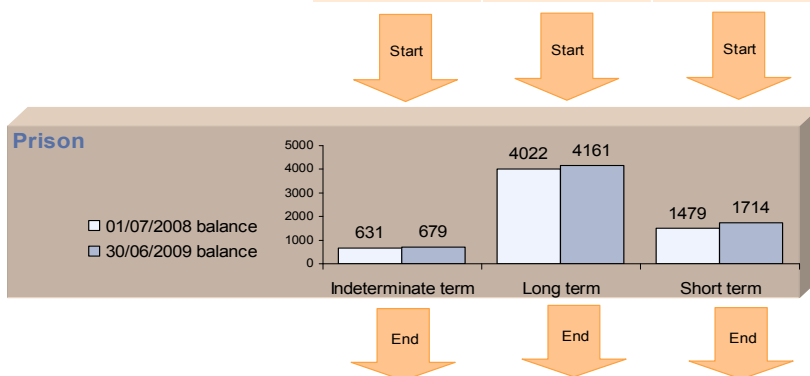 Start Start Start
Prison
5000
4000
3000
2000
1000
0
4022 4161
1479 1714
631 679
01/07/2008 balance
30/06/2009 balance
Indeterminate term Long term Short term
End End End